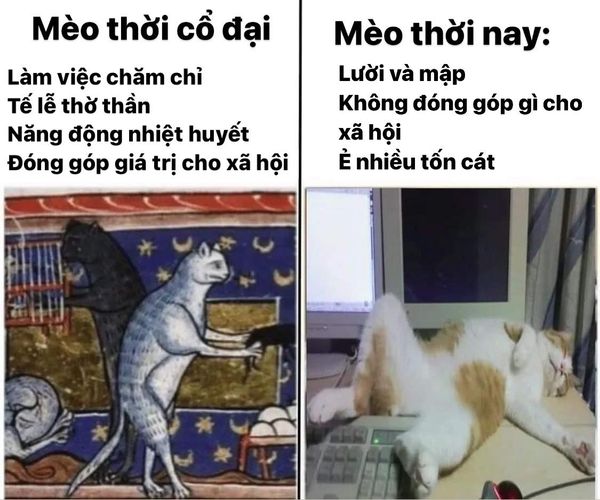 Mèo thời cổ đại
Làm việc chăm chỉ
Tế lễ thờ thần
Năng động nhiệt huyết
Đóng góp giá trị cho xã hội
Mèo thời nay:
Lười và mập
Không đóng góp gì cho
xã hội
Ẻ nhiều tốn cát